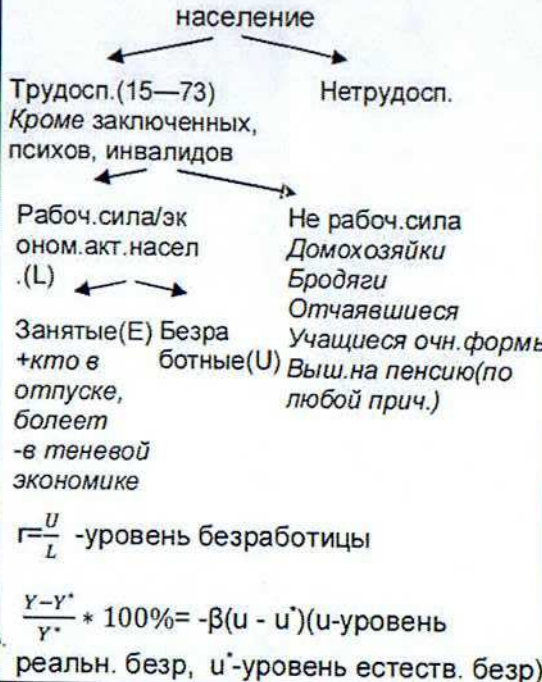 население
Трудосп.(15—73) Нетрудосп.
Кроме заключенных,
психов, инвалидов
Рабоч.сила/эк
оном.акт.насел
.(L)
Не рабоч.сила
Домохозяйки
Бродяги
Отчаявшиеся
Учащиеся очн.формы
Выш.на пенсию(по
любой прич.)
Занятые(E)
+кто в
отпуске,
болеет
-в теневой
экономике
Безра
ботные(U)
r=U/L -уровень безработицы
(Y-Y*)/Y* * 100%= -β(u - u*)(u-уровень
реальн. безр, u*-уровень естеств. безр)